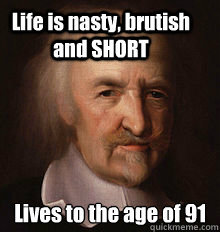 Life is nasty, brutish
and SHORT
Lives to the age of 91
quickmeme.com